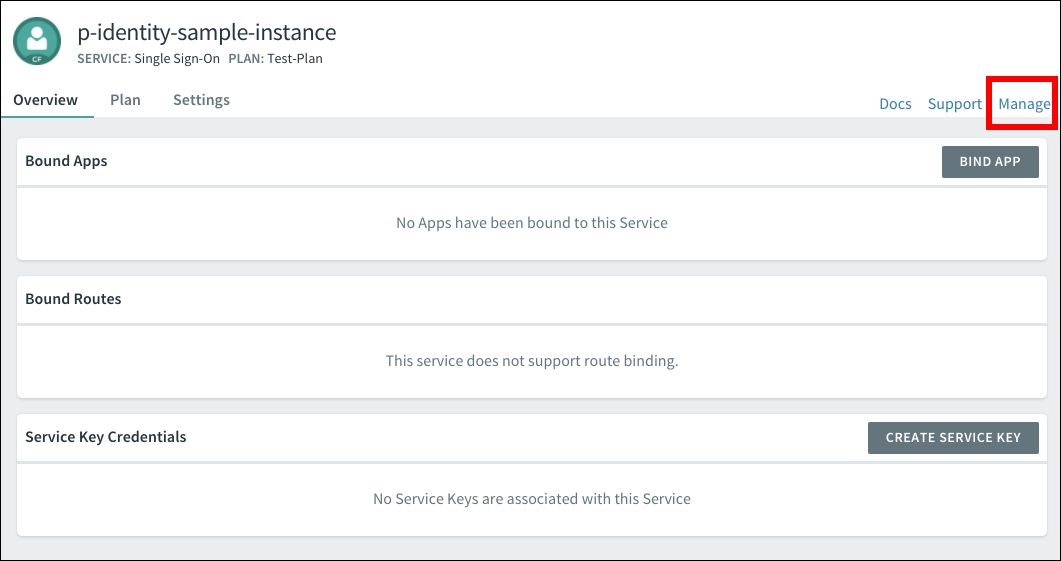 p-identity-sample-instance
CF
SERVICE: Single Sign-On PLAN: Test-Plan
Overview Plan Settings Docs Support Manage
Bound Apps BIND APP
No Apps have been bound to this Service
Bound Routes
This service does not support route binding.
Service Key Credentials CREATE SERVICE KEY
No Service Keys are associated with this Service